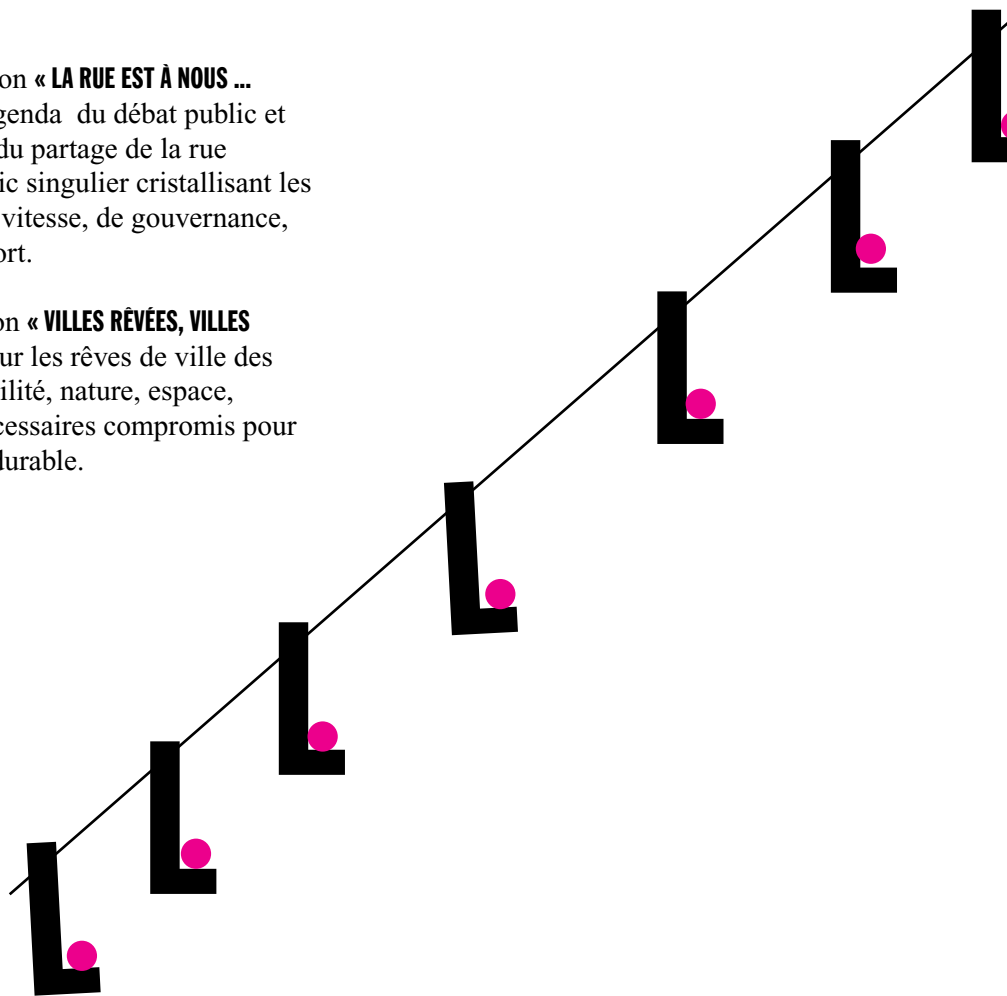 on « LA RUE EST À NOUS ...
genda du débat public et
du partage de la rue
ic singulier cristallisant les
vitesse, de gouvernance,
ort.
on « VILLES RÊVÉES, VILLES
ur les rêves de ville des
ilité, nature, espace,
cessaires compromis pour
durable.